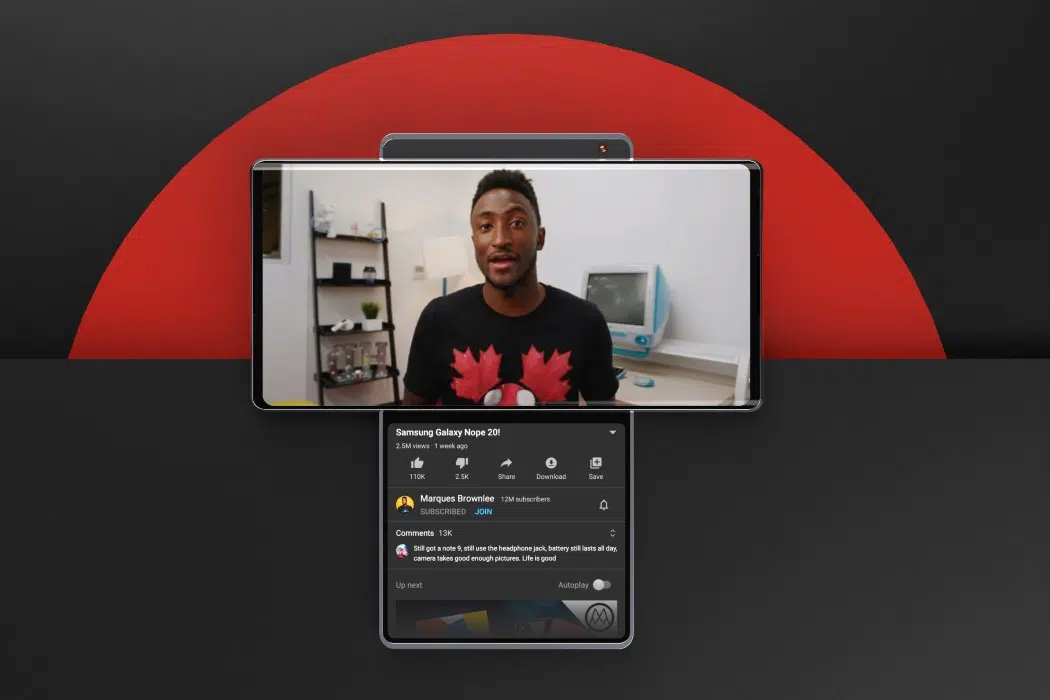 Samsung Galaxy Nope 20!
2.5M views · 1 week ago
110K 2.5K Share Download Save
Marques Brownlee 12M subscribers
SUBSCRIBED JOIN
Comments 13K
Still got a note 9, still use the headphone jack, battery still lasts all day,
camera takes good enough pictures. Life is good
Up next Autoplay